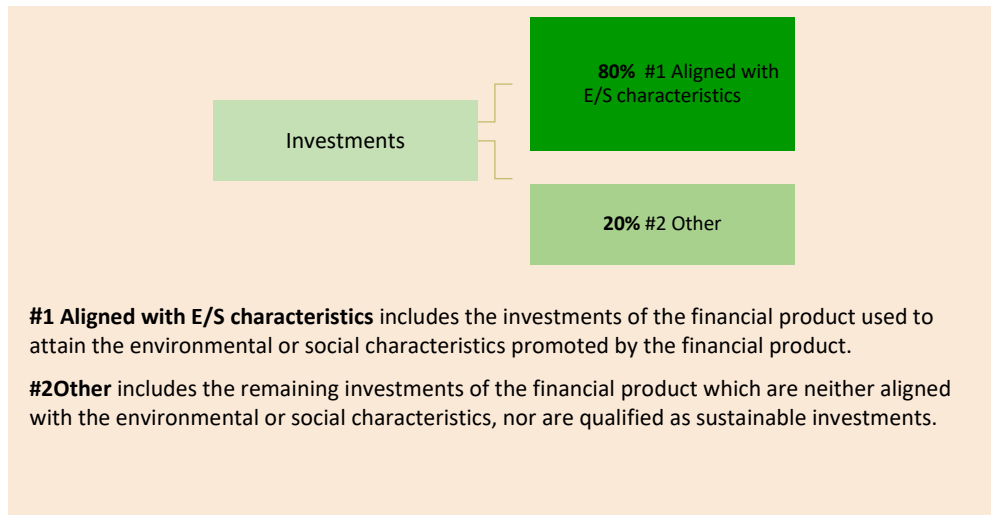 80% #1 Aligned with
E/S characteristics
Investments
20% #2 Other
#1 Aligned with E/S characteristics includes the investments of the financial product used to
attain the environmental or social characteristics promoted by the financial product.
#2Other includes the remaining investments of the financial product which are neither aligned
with the environmental or social characteristics, nor are qualified as sustainable investments.